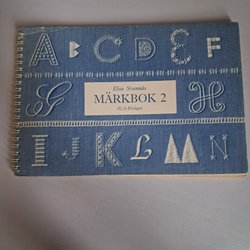 A B C D E F
Elsie Svennås
MÄRKBOK 2
ICA-Förlaget
G H
I J K L M N